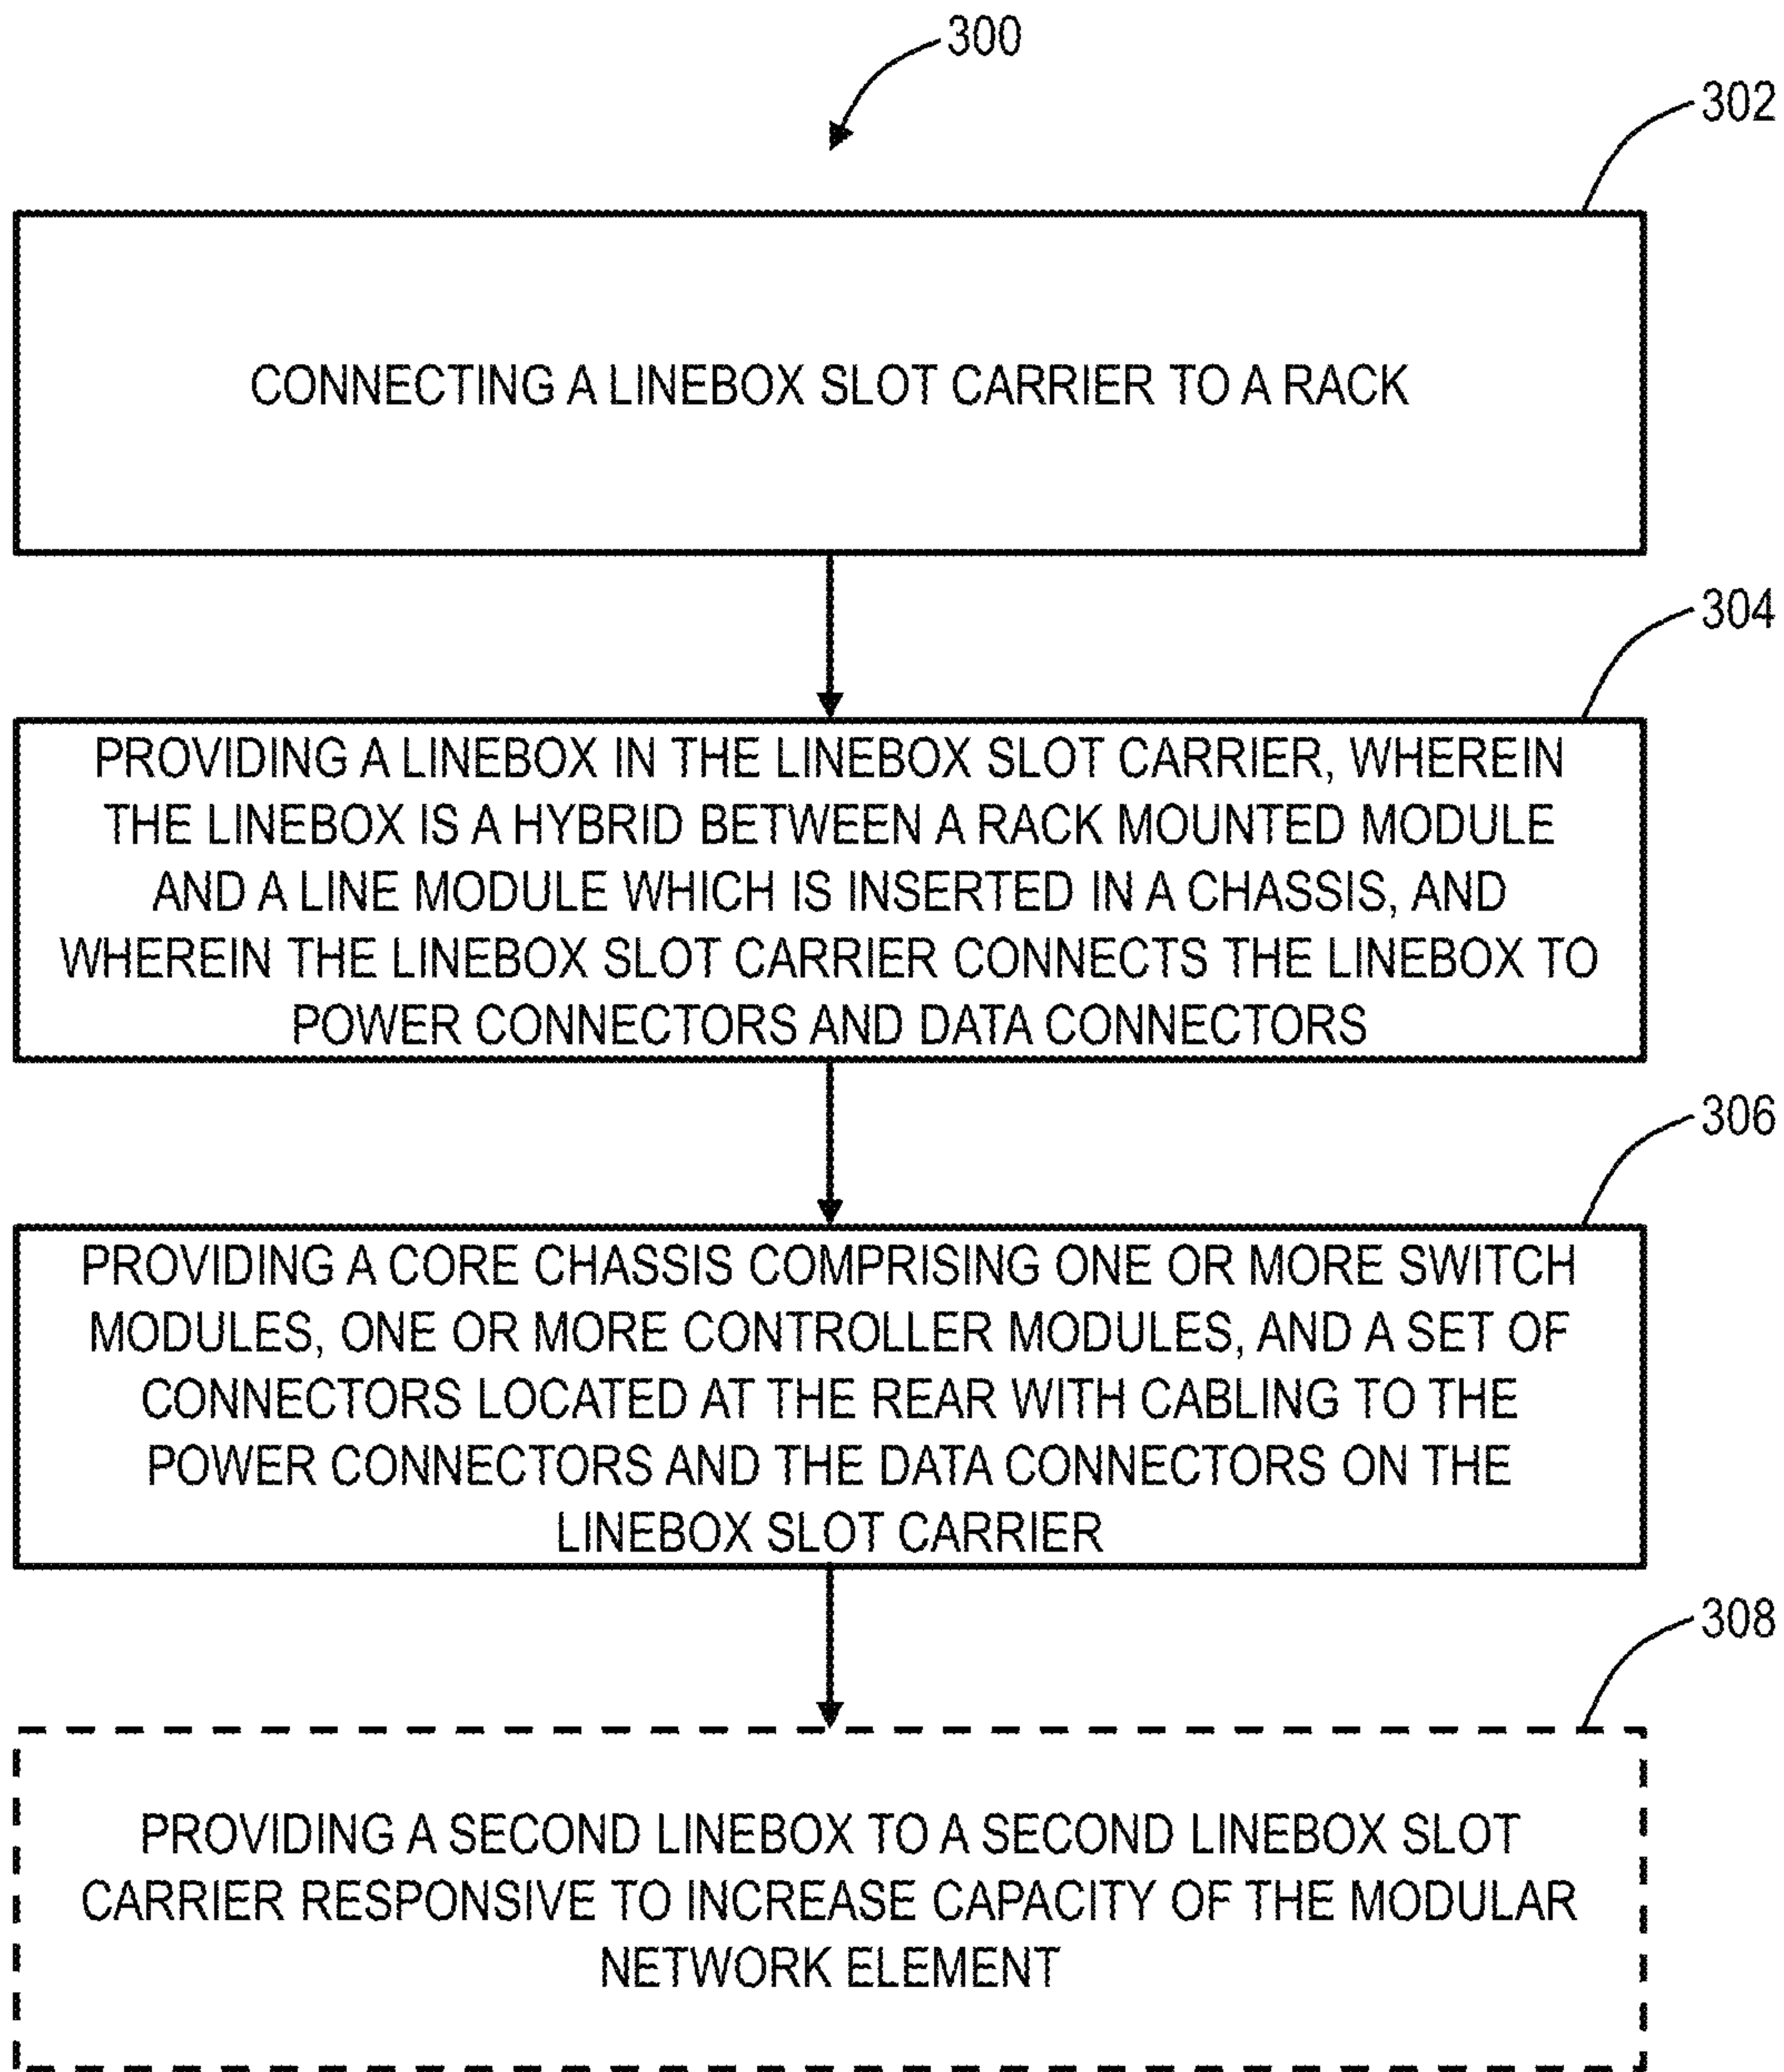 300
302
CONNECTING A LINEBOX SLOT CARRIER TO A RACK
304
PROVIDING A LINEBOX IN THE LINEBOX SLOT CARRIER, WHEREIN
THE LINEBOX IS A HYBRID BETWEEN A RACK MOUNTED MODULE
AND A LINE MODULE WHICH IS INSERTED IN A CHASSIS, AND
WHEREIN THE LINEBOX SLOT CARRIER CONNECTS THE LINEBOX TO
POWER CONNECTORS AND DATA CONNECTORS
306
PROVIDING A CORE CHASSIS COMPRISING ONE OR MORE SWITCH
MODULES, ONE OR MORE CONTROLLER MODULES, AND A SET OF
CONNECTORS LOCATED AT THE REAR WITH CABLING TO THE
POWER CONNECTORS AND THE DATA CONNECTORS ON THE
LINEBOX SLOT CARRIER
308
PROVIDING A SECOND LINEBOX TO A SECOND LINEBOX SLOT
CARRIER RESPONSIVE TO INCREASE CAPACITY OF THE MODULAR
NETWORK ELEMENT